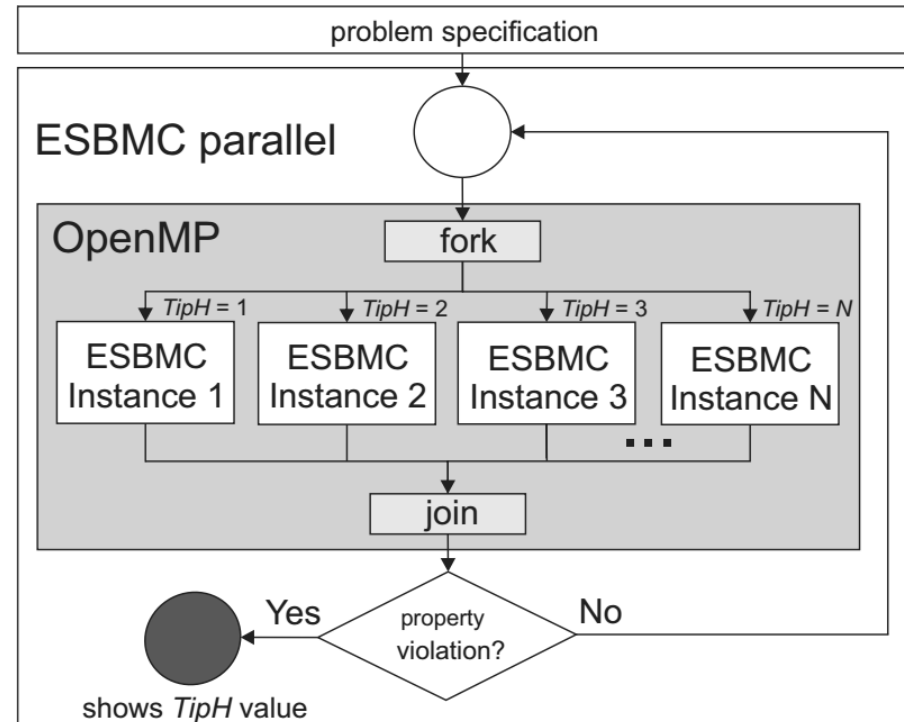 problem specification
ESBMC parallel
OpenMP
fork
TipH = 1
TipH = 2
TipH = 3
TipH = N
ESBMC
Instance 1
ESBMC
Instance 2
ESBMC
Instance 3
ESBMC
Instance N
...
join
property
violation?
Yes
No
shows TipH value